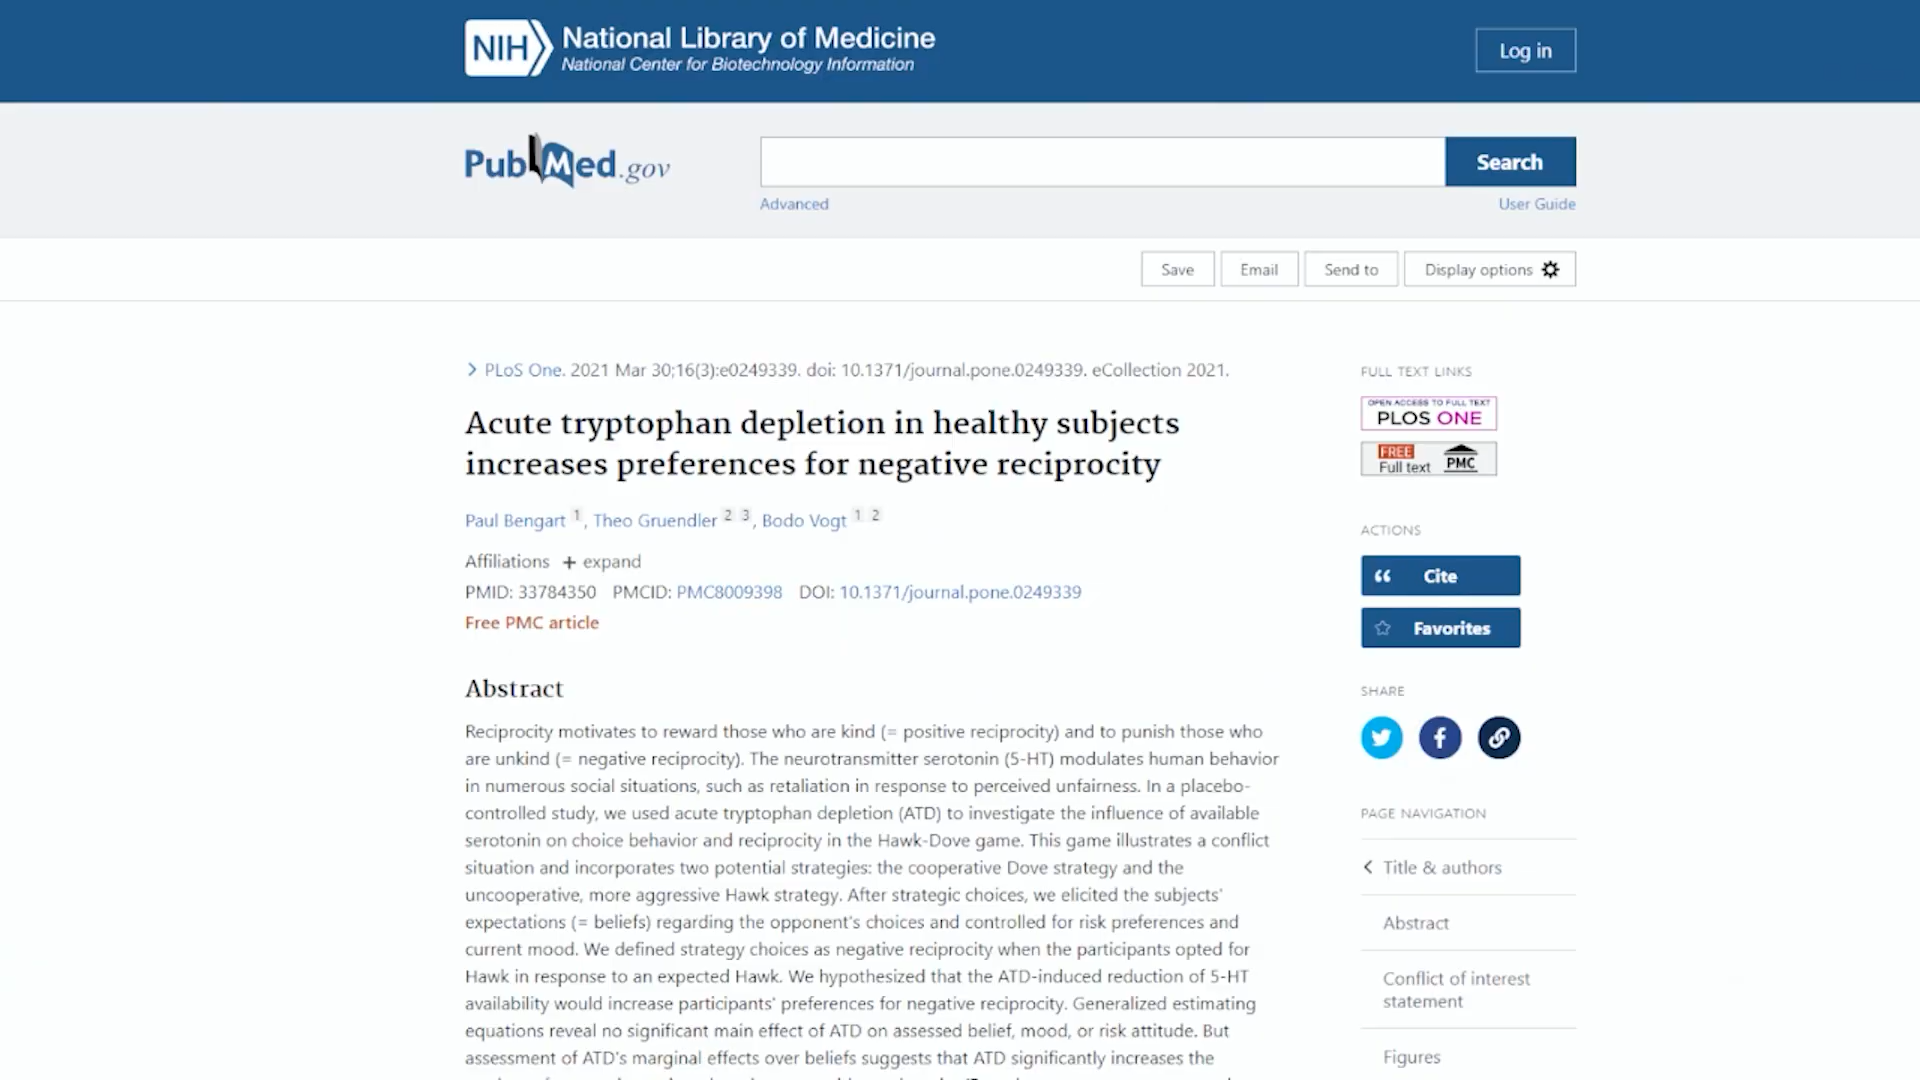 NIH National Library of Medicine
National Center for Biotechnology Information
Log in
PubMed.gov
Search
Advanced
User Guide
Save
Email
Send to
Display options
PLoS One. 2021 Mar 30;16(3):e0249339. doi: 10.1371/journal.pone.0249339. eCollection 2021.
Acute tryptophan depletion in healthy subjects
increases preferences for negative reciprocity
Paul Bengart 1, Theo Gruendler 2 3, Bodo Vogt 1 2
Affiliations + expand
PMID: 33784350 PMCID: PMC8009398 DOI: 10.1371/journal.pone.0249339
Free PMC article
Abstract
Reciprocity motivates to reward those who are kind (= positive reciprocity) and to punish those who
are unkind (= negative reciprocity). The neurotransmitter serotonin (5-HT) modulates human behavior
in numerous social situations, such as retaliation in response to perceived unfairness. In a placebo-
controlled study, we used acute tryptophan depletion (ATD) to investigate the influence of available
serotonin on choice behavior and reciprocity in the Hawk-Dove game. This game illustrates a conflict
situation and incorporates two potential strategies: the cooperative Dove strategy and the
uncooperative, more aggressive Hawk strategy. After strategic choices, we elicited the subjects'
expectations (= beliefs) regarding the opponent's choices and controlled for risk preferences and
current mood. We defined strategy choices as negative reciprocity when the participants opted for
Hawk in response to an expected Hawk. We hypothesized that the ATD-induced reduction of 5-HT
availability would increase participants' preferences for negative reciprocity. Generalized estimating
equations reveal no significant main effect of ATD on assessed belief, mood, or risk attitude. But
assessment of ATD's marginal effects over beliefs suggests that ATD significantly increases the
FULL TEXT LINKS
OPEN ACCESS TO FULL TEXT
PLOS ONE
FREE
Full text PMC
ACTIONS
Cite
Favorites
SHARE
PAGE NAVIGATION
Title & authors
Abstract
Conflict of interest
statement
Figures